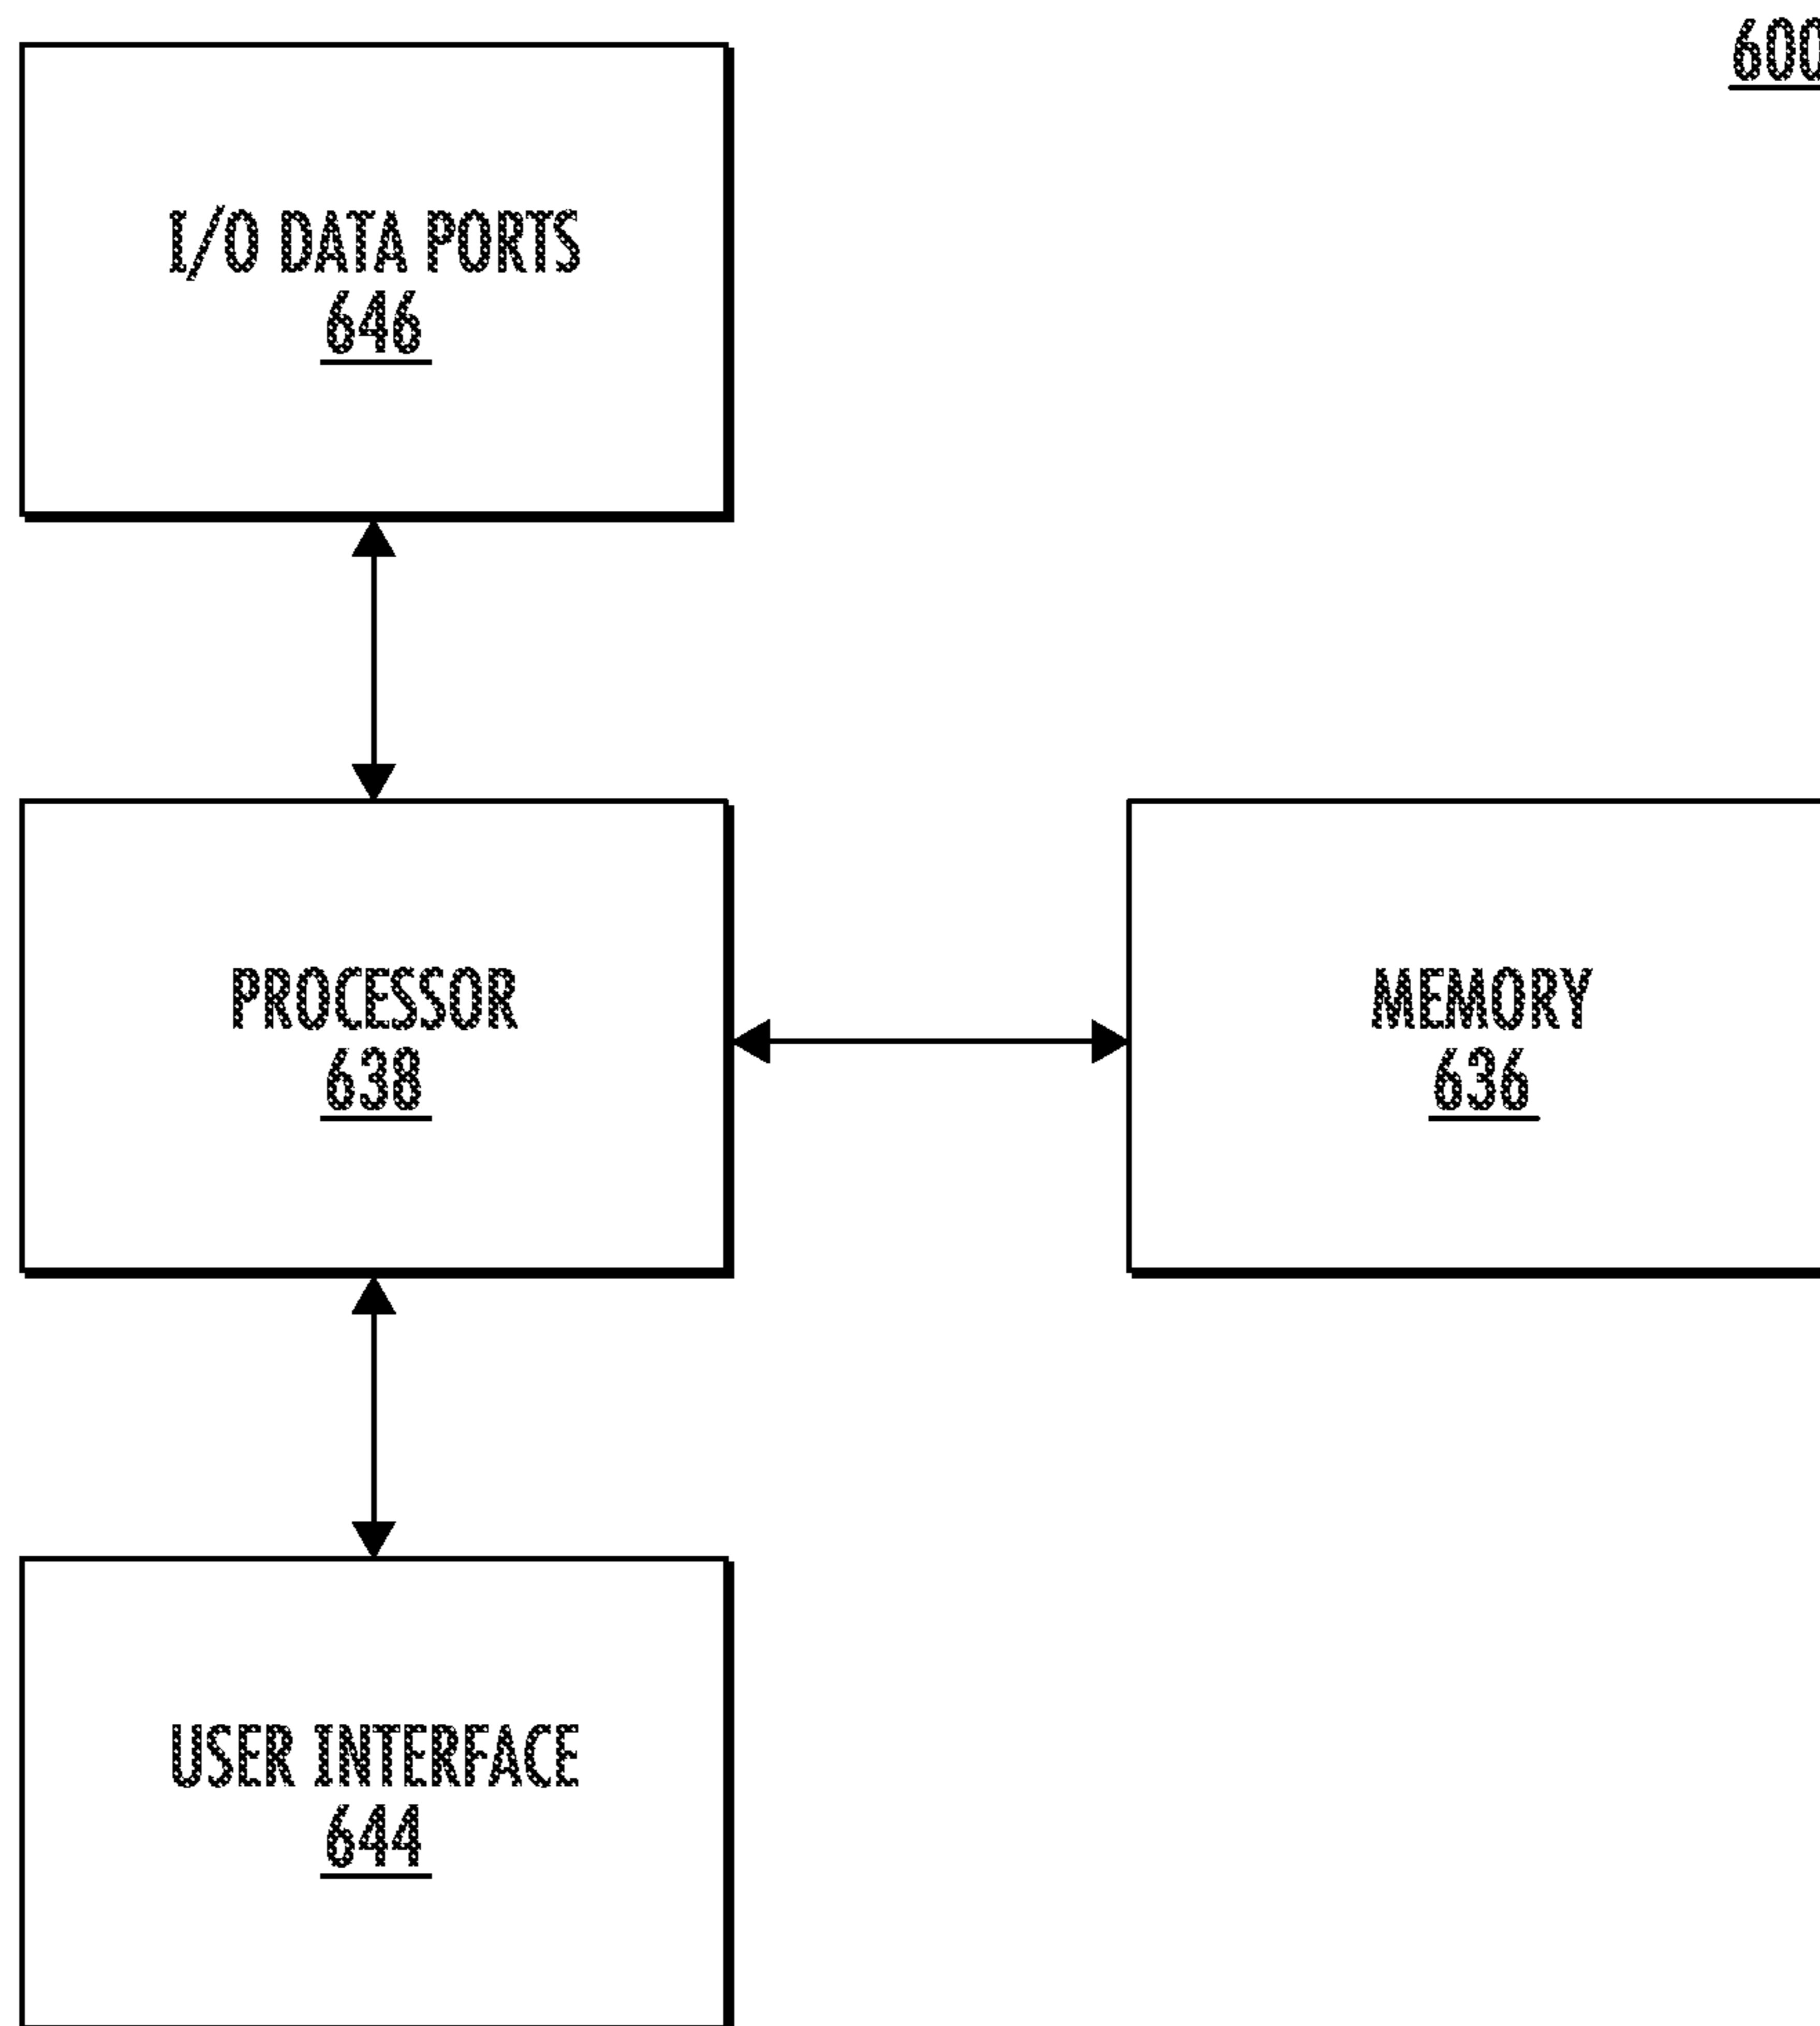 600
I/O DATA PORTS
646
PROCESSOR
638
MEMORY
636
USER INTERFACE
644